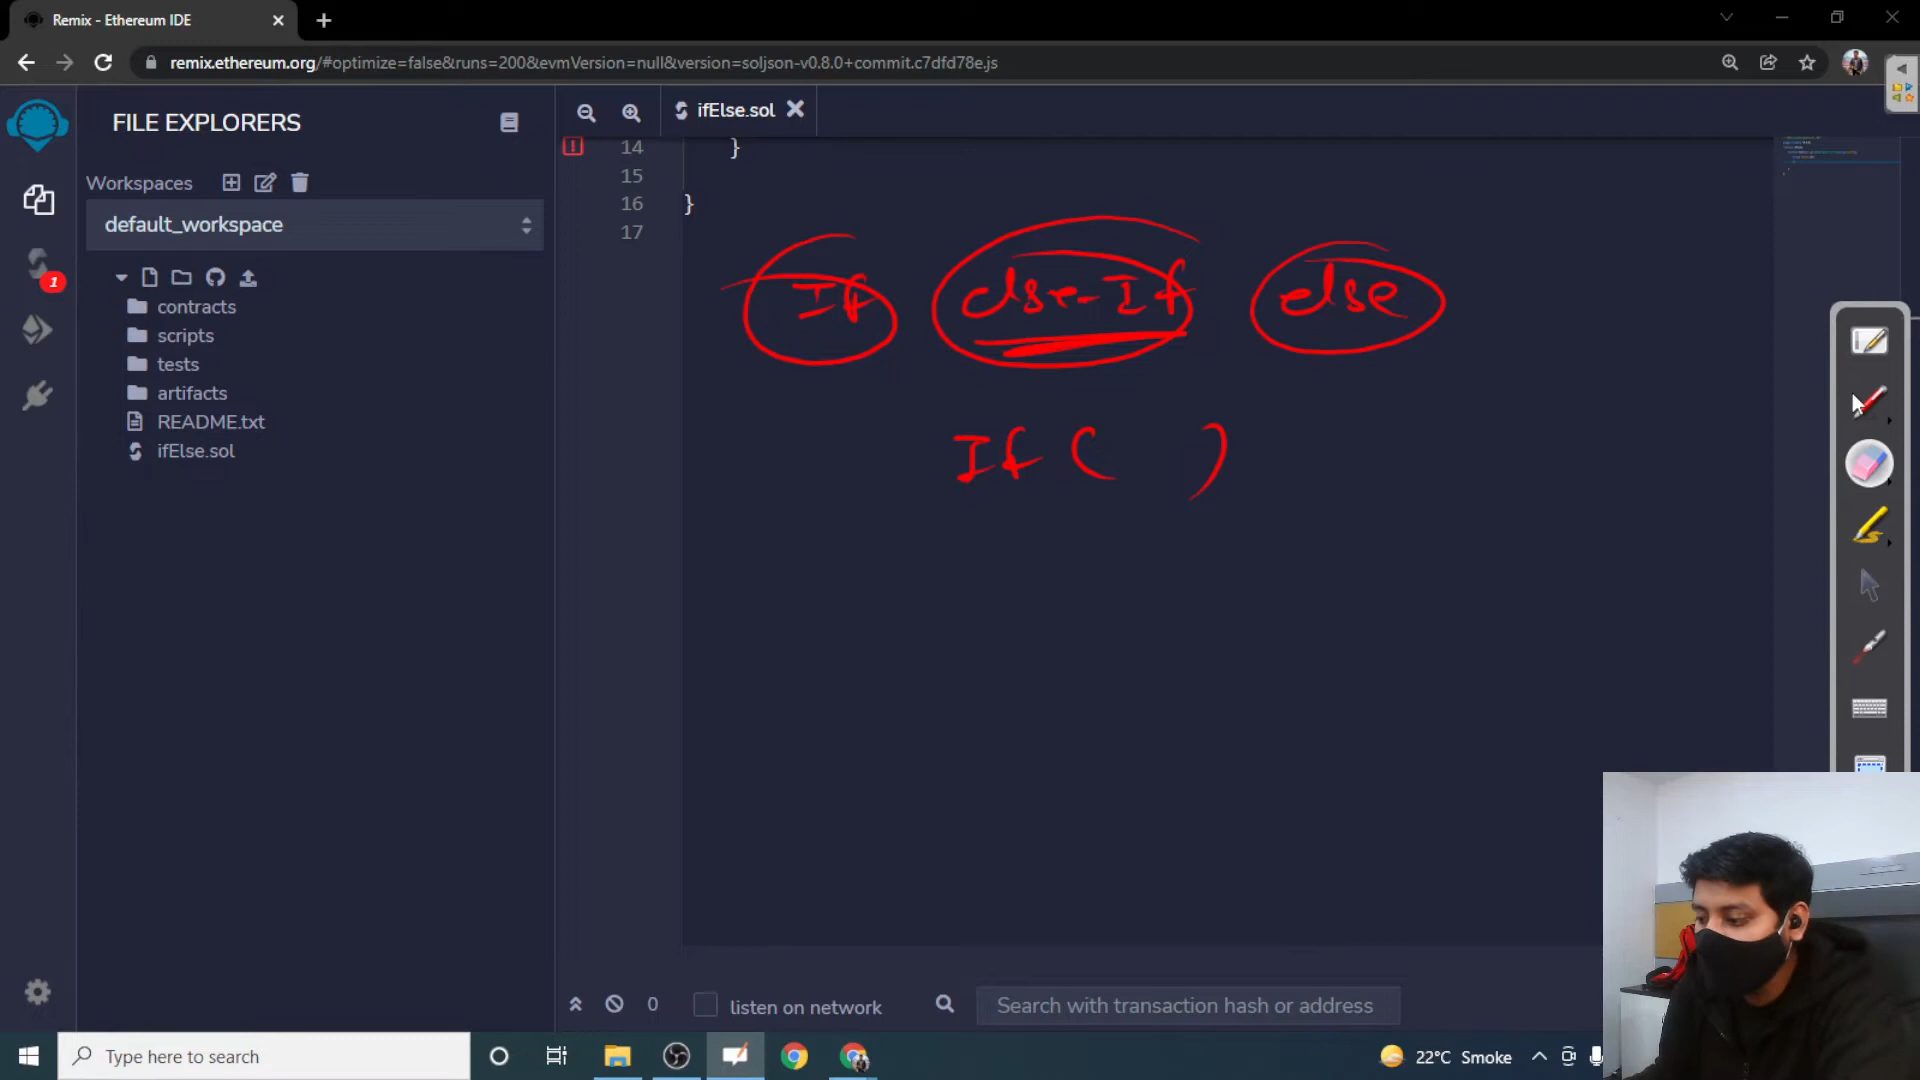 Remix - Ethereum IDE
remix.ethereum.org/#optimize=false&runs=200&evmVersion=null&version=soljson-v0.8.0+commit.c7dfd78e.js
FILE EXPLORERS
ifElse.sol
Workspaces
default_workspace
1
contracts
scripts
tests
artifacts
README.txt
ifElse.sol
14 }
15
16 }
17
If else-If else
If ( )
0 listen on network Search with transaction hash or address
Type here to search
22°C Smoke